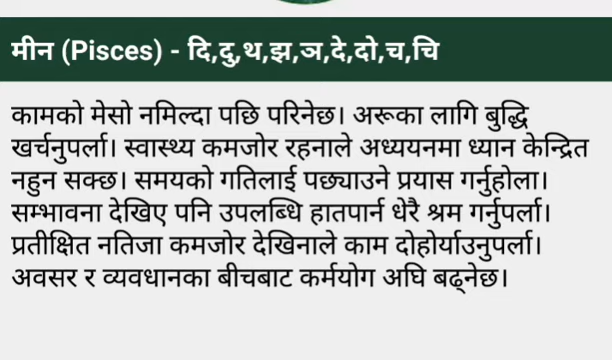 मीन (Pisces) - दि,दु,थ,झ,ञ,दे,दो,च,चि
कामको मेसो नमिल्दा पछि परिनेछ। अरूका लागि बुद्धि
खर्चनुपर्ला। स्वास्थ्य कमजोर रहनाले अध्ययनमा ध्यान केन्द्रित
नहुन सक्छ। समयको गतिलाई पछ्याउने प्रयास गर्नुहोला।
सम्भावना देखिए पनि उपलब्धि हातपार्न धेरै श्रम गर्नुपर्ला।
प्रतीक्षित नतिजा कमजोर देखिनाले काम दोहोर्याउनुपर्ला।
अवसर र व्यवधानका बीचबाट कर्मयोग अघि बढ्नेछ।